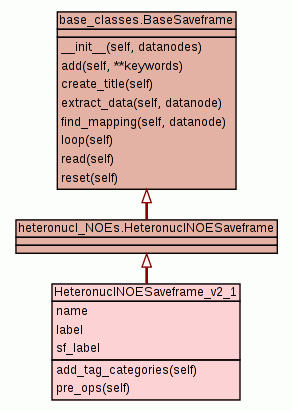 base_classes.BaseSaveframe
__init__(self, datanodes)
add(self, **keywords)
create_title(self)
extract_data(self, datanode)
find_mapping(self, datanode)
loop(self)
read(self)
reset(self)
heteronucl_NOEs.HeteronuclNOESaveframe
HeteronuclNOESaveframe_v2_1
name
label
sf_label
add_tag_categories(self)
pre_ops(self)